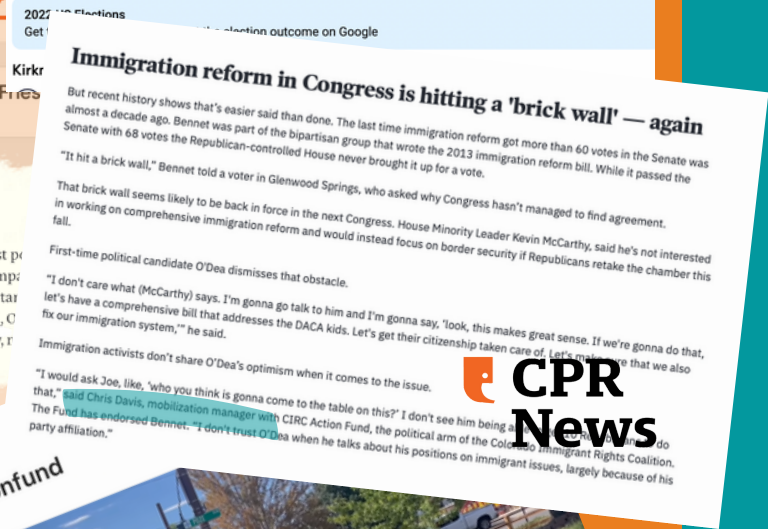 2022 US Elections
Get election outcome on Google
Kirkr
Fries
Immigration reform in Congress is hitting a 'brick wall' — again
But recent history shows that's easier said than done. The last time immigration reform got more than 60 votes in the Senate was
almost a decade ago. Bennet was part of the bipartisan group that wrote the 2013 immigration reform bill. While it passed the
Senate with 68 votes the Republican-controlled House never brought it up for a vote.
"It hit a brick wall," Bennet told a voter in Glenwood Springs, who asked why Congress hasn't managed to find agreement.
That brick wall seems likely to be back in force in the next Congress. House Minority Leader Kevin McCarthy, said he's not interested
in working on comprehensive immigration reform and would instead focus on border security if Republicans retake the chamber this
fall.
First-time political candidate O'Dea dismisses that obstacle.
"I don't care what (McCarthy) says. I'm gonna go talk to him and I'm gonna say, 'look, this makes great sense. If we're gonna do that,
let's have a comprehensive bill that addresses the DACA kids. Let's get their citizenship taken care of. Let's make sure that we also
fix our immigration system,'" he said.
Immigration activists don't share O'Dea's optimism when it comes to the issue.
"I would ask Joe, like, 'who you think is gonna come to the table on this?' I don't see him being able to do
that," said Chris Davis, mobilization manager with CIRC Action Fund, the political arm of the Colorado Immigrant Rights Coalition.
The Fund has endorsed Bennet. "I don't trust O'Dea when he talks about his positions on immigrant issues, largely because of his
party affiliation."
CPR
News
nfund